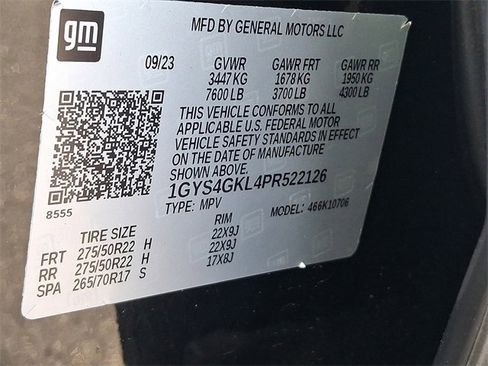 gm
MFD BY GENERAL MOTORS LLC
09/23 GVWR GAWR FRT GAWR RR
3447 KG 1678 KG 1950 KG
7600 LB 3700 LB 4300 LB
THIS VEHICLE CONFORMS TO ALL
APPLICABLE U.S. FEDERAL MOTOR
VEHICLE SAFETY STANDARDS IN EFFECT
ON THE DATE OF MANUFACTURE
SHOWN ABOVE.
1GYS4GKL4PR522126
8555
TYPE: MPV MODEL: 466K10706
TIRE SIZE RIM
FRT 275/50R22 H 22X9J
RR 275/50R22 H 22X9J
SPA 265/70R17 S 17X8J